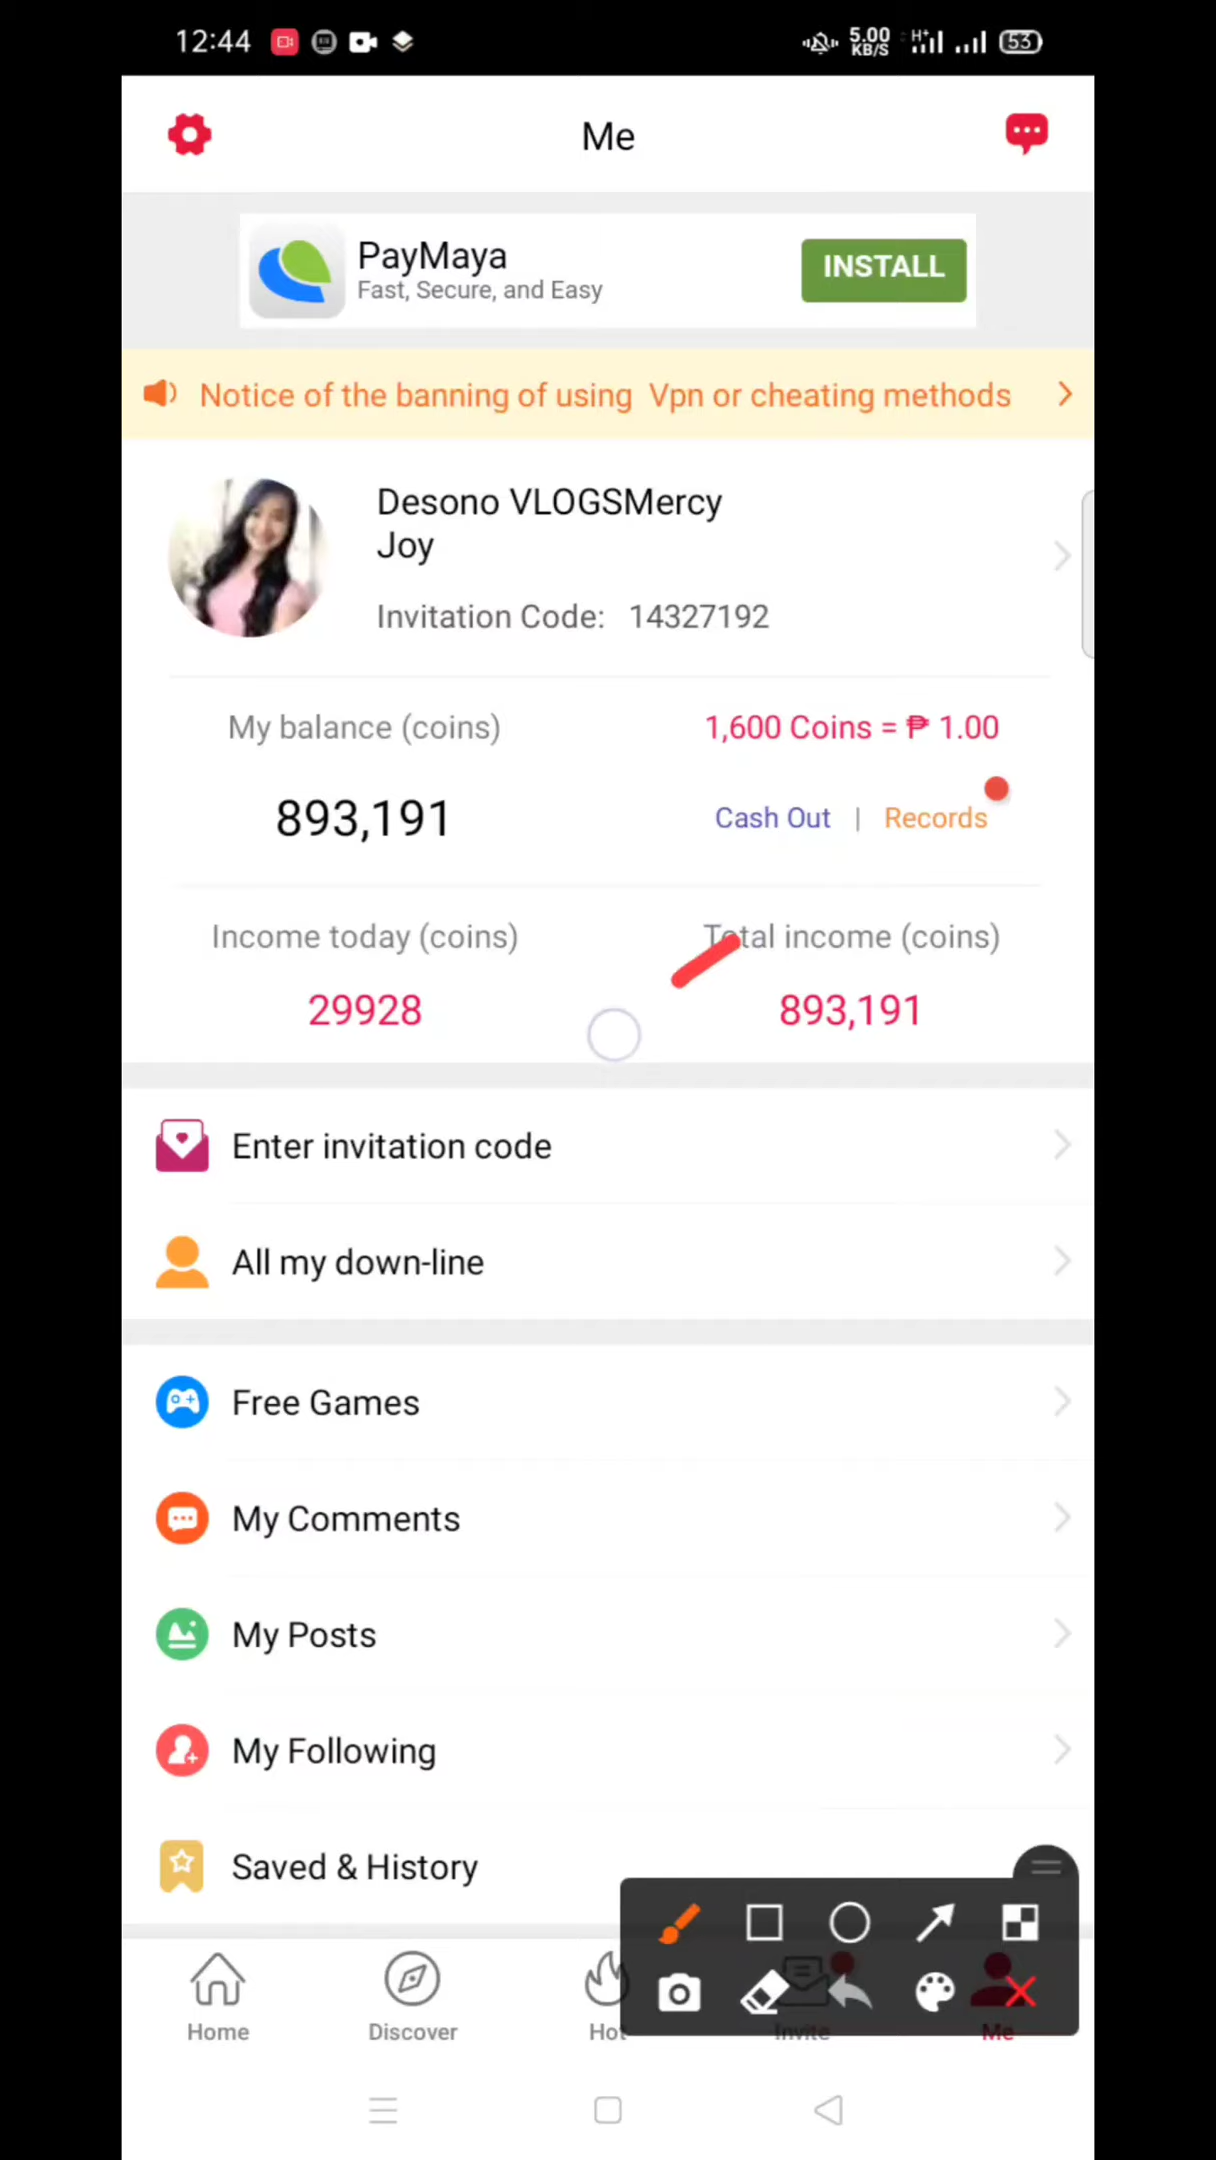 12:44
5.00
KB/S
H+
53
Me
PayMaya
INSTALL
Fast, Secure, and Easy
Notice of the banning of using Vpn or cheating methods
Desono VLOGSMercy
Joy
Invitation Code: 14327192
My balance (coins)
1,600 Coins = ₱ 1.00
893,191
Cash Out | Records
Income today (coins)
Total income (coins)
29928
893,191
Enter invitation code
All my down-line
Free Games
My Comments
My Posts
My Following
Saved & History
Home
Discover
Hot
Invite
Me